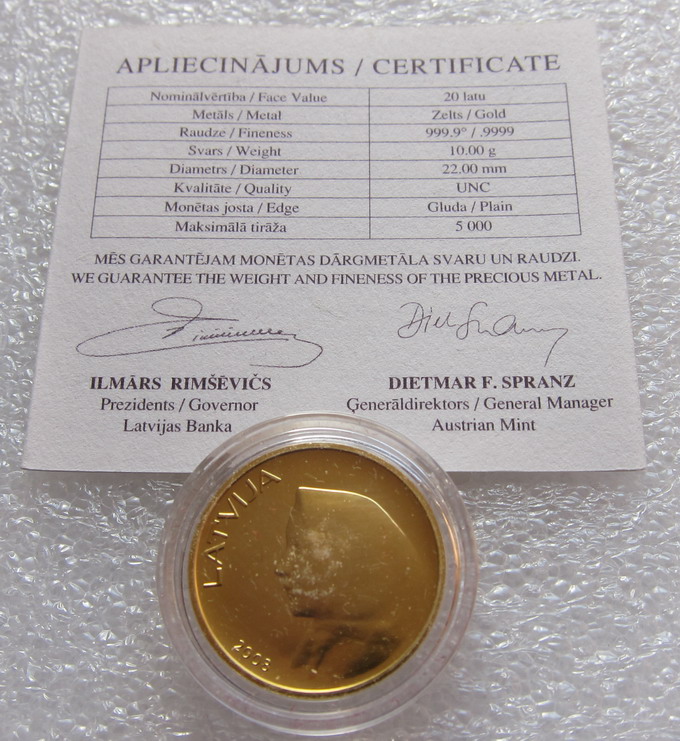 APLIECINĀJUMS / CERTIFICATE
Nominālvērtība / Face Value 20 latu
Metāls / Metal Zelts / Gold
Raudze / Fineness 999.9° / .9999
Svars / Weight 10.00 g
Diametrs / Diameter 22.00 mm
Kvalitāte / Quality UNC
Monētas josta / Edge Gluda / Plain
Maksimālā tirāža 5 000
MĒS GARANTĒJAM MONĒTAS DĀRGMETĀLA SVARU UN RAUDZI.
WE GUARANTEE THE WEIGHT AND FINENESS OF THE PRECIOUS METAL.
ILMĀRS RIMŠĒVIČS
Prezidents / Governor
Latvijas Banka
DIETMAR F. SPRANZ
Ģenerāldirektors / General Manager
Austrian Mint
LATVIJA
2008